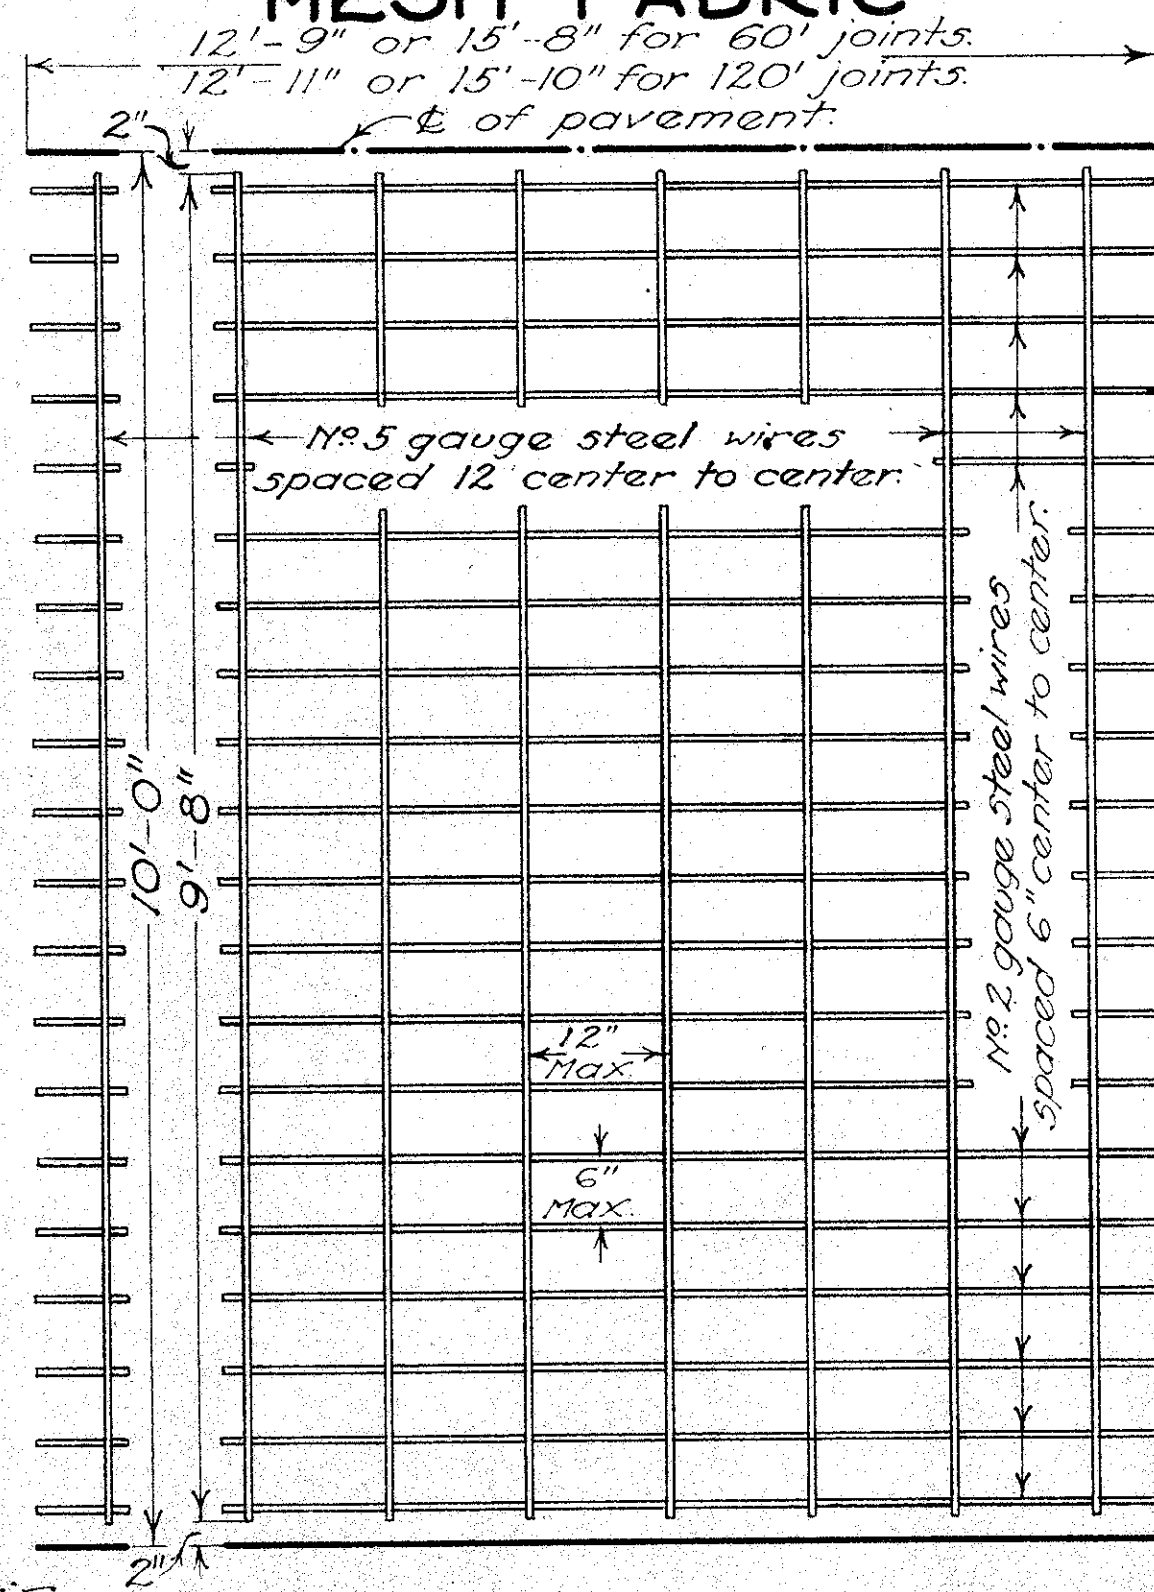 MESH FABRIC
12'-9" or 15'-8" for 60' joints.
12'-11" or 15'-10" for 120' joints.
℄ of pavement.
2"
Nº 5 gauge steel wires
spaced 12 center to center.
10'-0"
9'-8"
Nº 2 gauge steel wires
spaced 6" center to center.
12"
Max
6"
Max.
2"